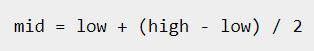 mid = low + (high - low) / 2